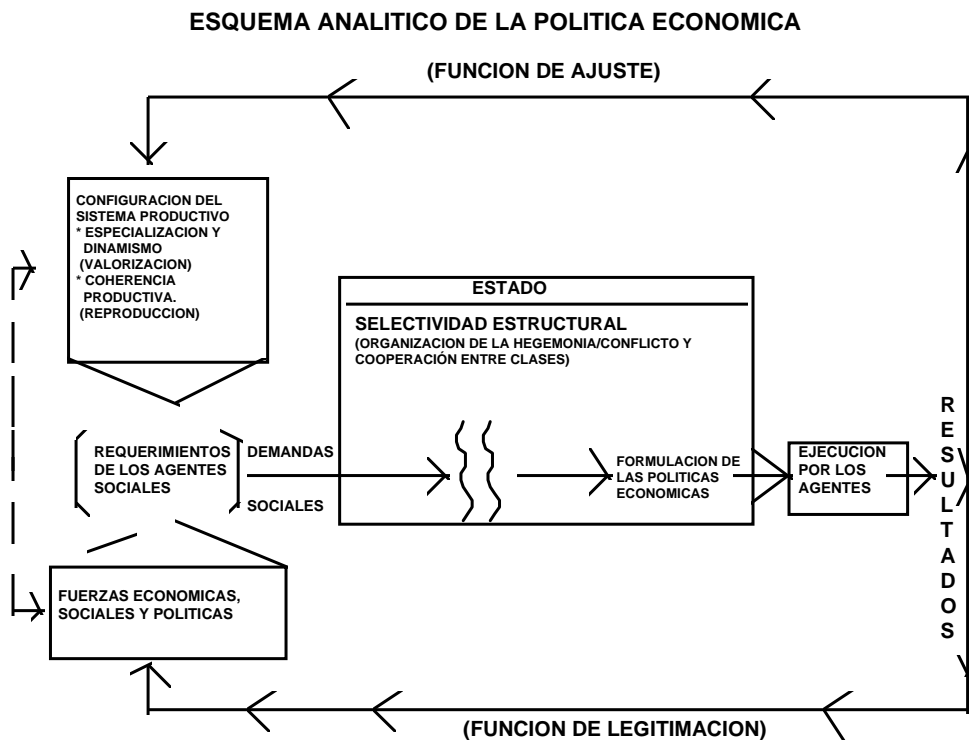 ESQUEMA ANALITICO DE LA POLITICA ECONOMICA
(FUNCION DE AJUSTE)
CONFIGURACION DEL
SISTEMA PRODUCTIVO
* ESPECIALIZACION Y
DINAMISMO
(VALORIZACION)
* COHERENCIA
PRODUCTIVA.
(REPRODUCCION)
ESTADO
SELECTIVIDAD ESTRUCTURAL
(ORGANIZACION DE LA HEGEMONIA/CONFLICTO Y
COOPERACIÓN ENTRE CLASES)
REQUERIMIENTOS
DE LOS AGENTES
SOCIALES
DEMANDAS
SOCIALES
FORMULACION DE
LAS POLITICAS
ECONOMICAS
EJECUCION
POR LOS
AGENTES
RESULTADOS
FUERZAS ECONOMICAS,
SOCIALES Y POLITICAS
(FUNCION DE LEGITIMACION)